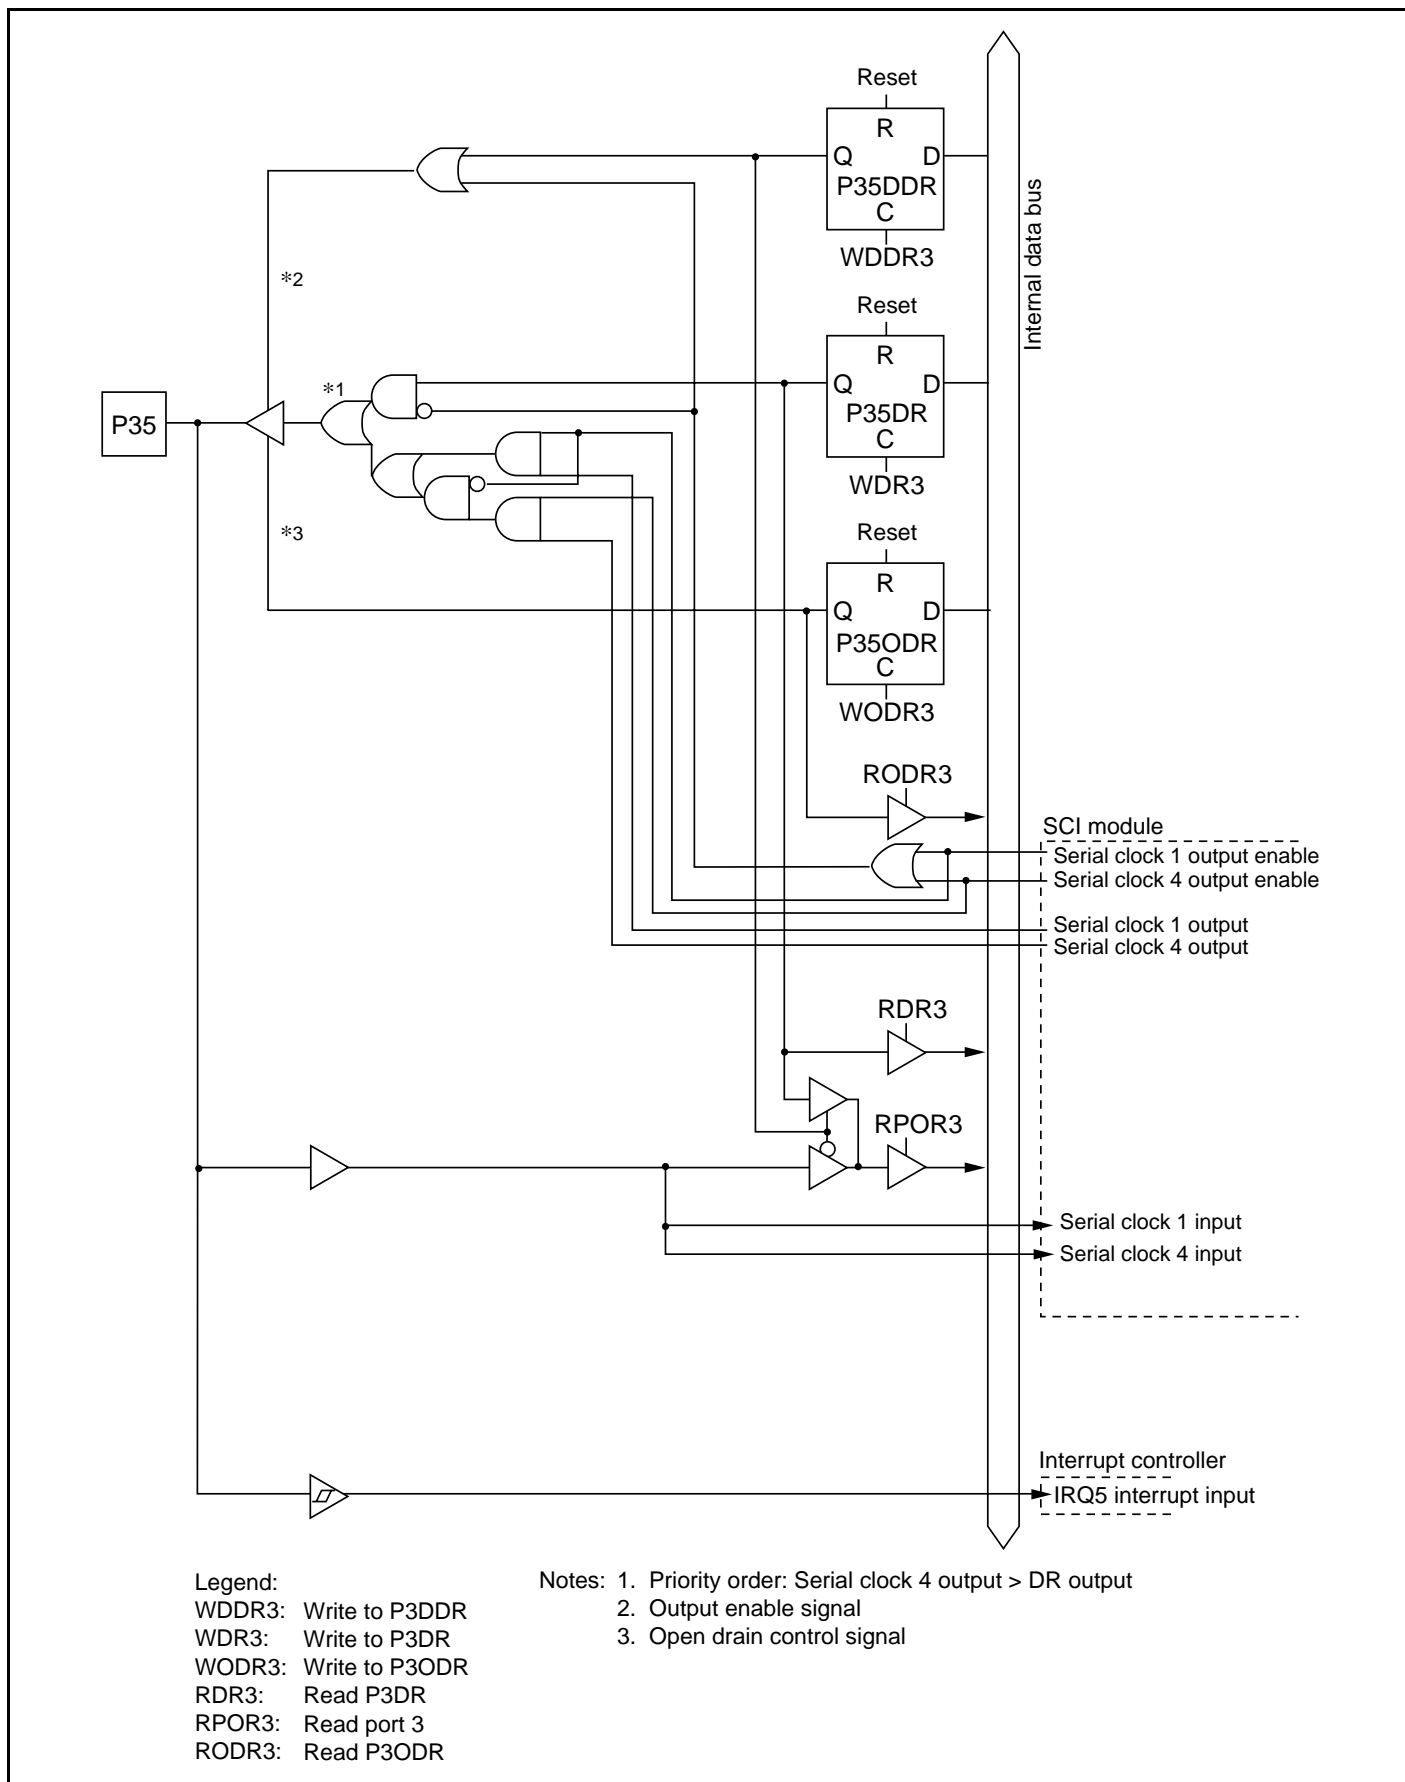 Reset
R
Q D
P35DDR
C
WDDR3
Internal data bus
*2
Reset
R
Q D
P35DR
C
WDR3
*1
P35
*3
Reset
R
Q D
P35ODR
C
WODR3
RODR3
SCI module
Serial clock 1 output enable
Serial clock 4 output enable
Serial clock 1 output
Serial clock 4 output
RDR3
RPOR3
Serial clock 1 input
Serial clock 4 input
Interrupt controller
IRQ5 interrupt input
Legend:
WDDR3: Write to P3DDR
WDR3: Write to P3DR
WODR3: Write to P3ODR
RDR3: Read P3DR
RPOR3: Read port 3
RODR3: Read P3ODR
Notes: 1. Priority order: Serial clock 4 output > DR output
2. Output enable signal
3. Open drain control signal